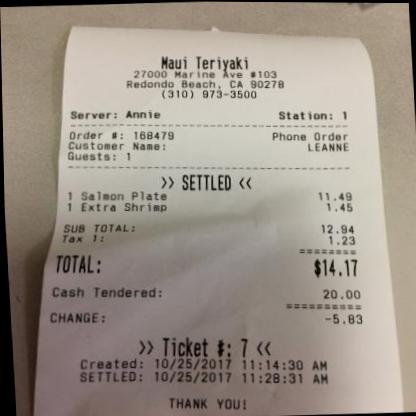 Maui Teriyaki
27000 Marine Ave #103
Redondo Beach, CA 90278
(310) 973-3500
Server: Annie Station: 1
Order #: 168479 Phone Order
Customer Name: LEANNE
Guests: 1
>> SETTLED <<
1 Salmon Plate 11.49
1 Extra Shrimp 1.45
SUB TOTAL: 12.94
Tax 1: 1.23
========
TOTAL: $14.17
Cash Tendered: 20.00
==========
CHANGE: -5.83
>> Ticket #: 7 <<
Created: 10/25/2017 11:14:30 AM
SETTLED: 10/25/2017 11:28:31 AM
THANK YOU!